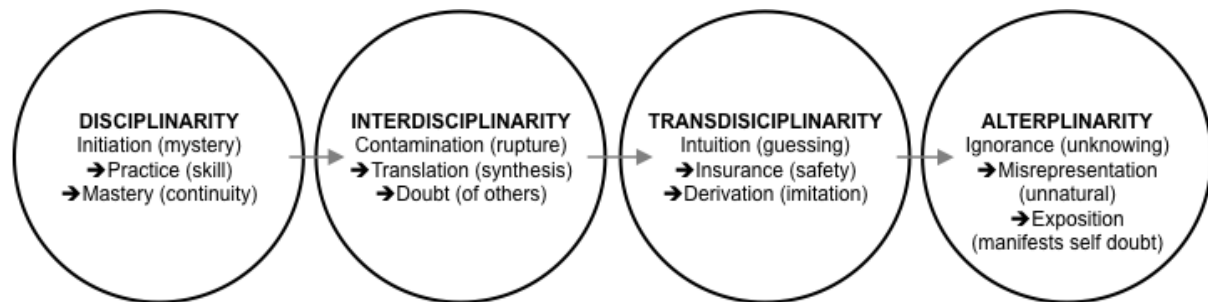 DISCIPLINARITY
Initiation (mystery)
➔Practice (skill)
➔Mastery (continuity)
INTERDISCIPLINARITY
Contamination (rupture)
➔Translation (synthesis)
➔Doubt (of others)
TRANSDISICIPLINARITY
Intuition (guessing)
➔Insurance (safety)
➔Derivation (imitation)
ALTERPLINARITY
Ignorance (unknowing)
➔Misrepresentation
(unnatural)
➔Exposition
(manifests self doubt)